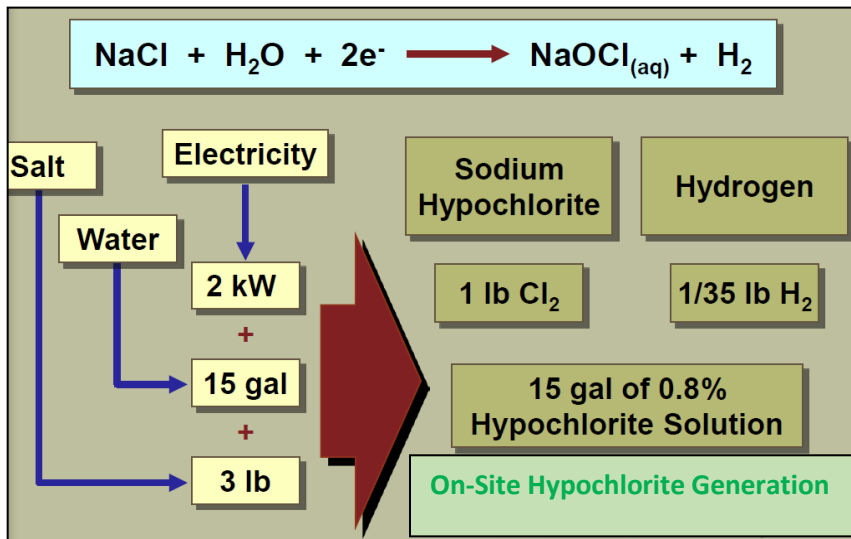 NaCl + H₂O + 2e⁻ → NaOCl₍aq₎ + H₂
Salt
Electricity
Water
2 kW
+
15 gal
+
3 lb
Sodium
Hypochlorite
Hydrogen
1 lb Cl₂
1/35 lb H₂
15 gal of 0.8%
Hypochlorite Solution
On-Site Hypochlorite Generation